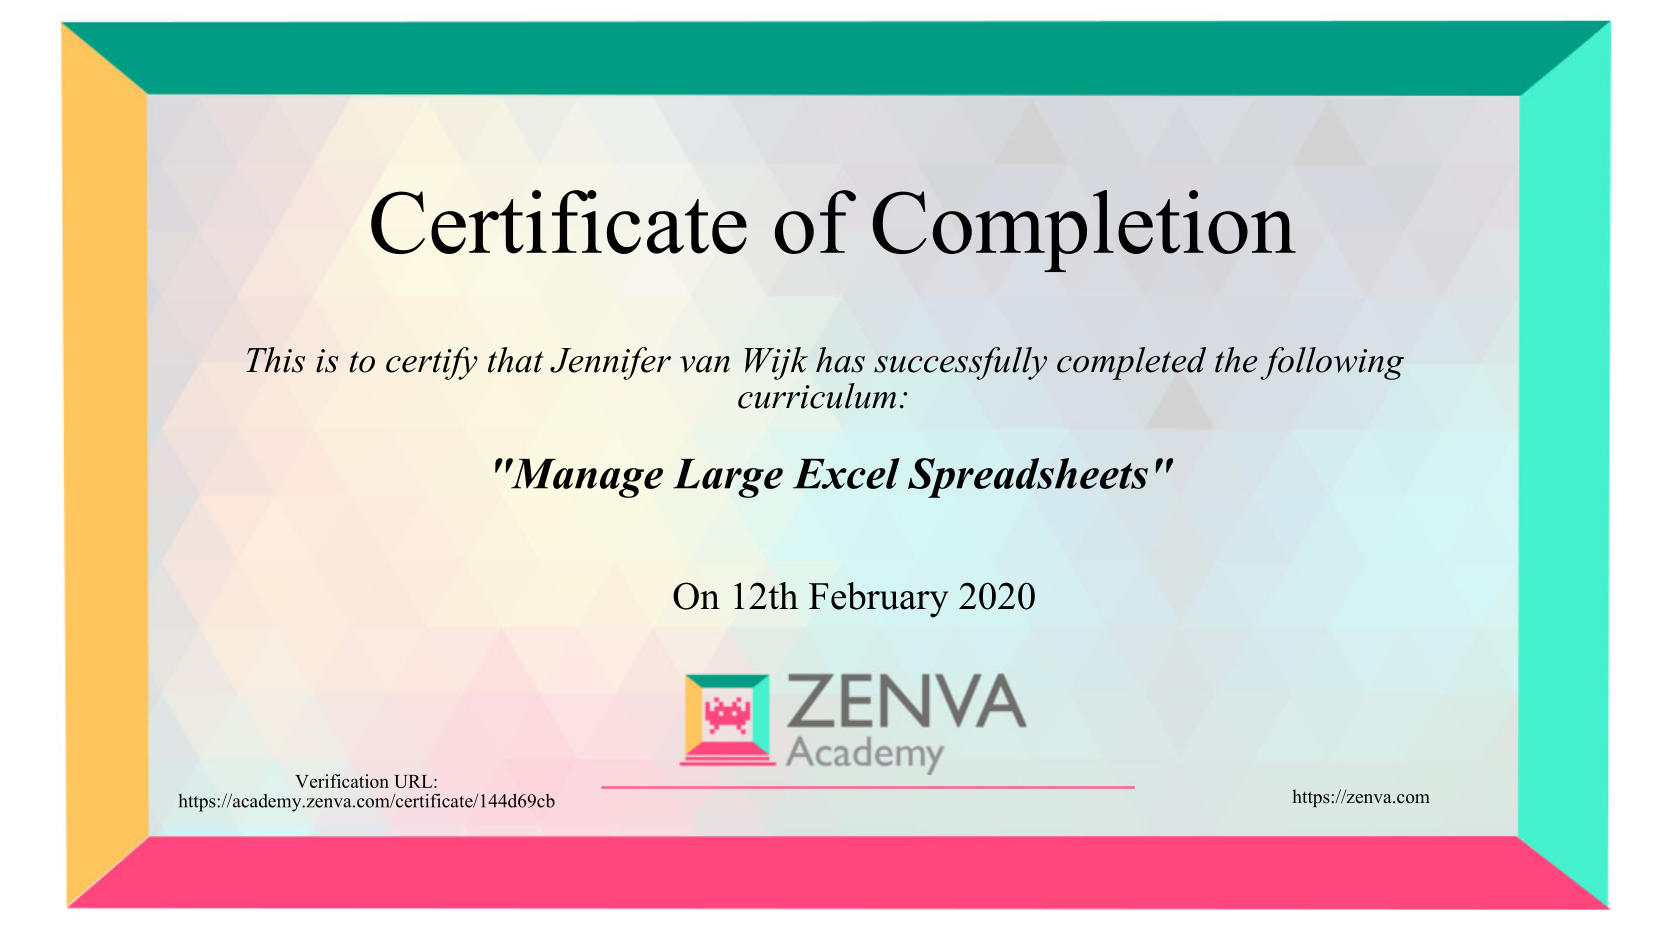 Certificate of Completion
This is to certify that Jennifer van Wijk has successfully completed the following
curriculum:
"Manage Large Excel Spreadsheets"
On 12th February 2020
ZENVA
Academy
Verification URL:
https://academy.zenva.com/certificate/144d69cb
https://zenva.com